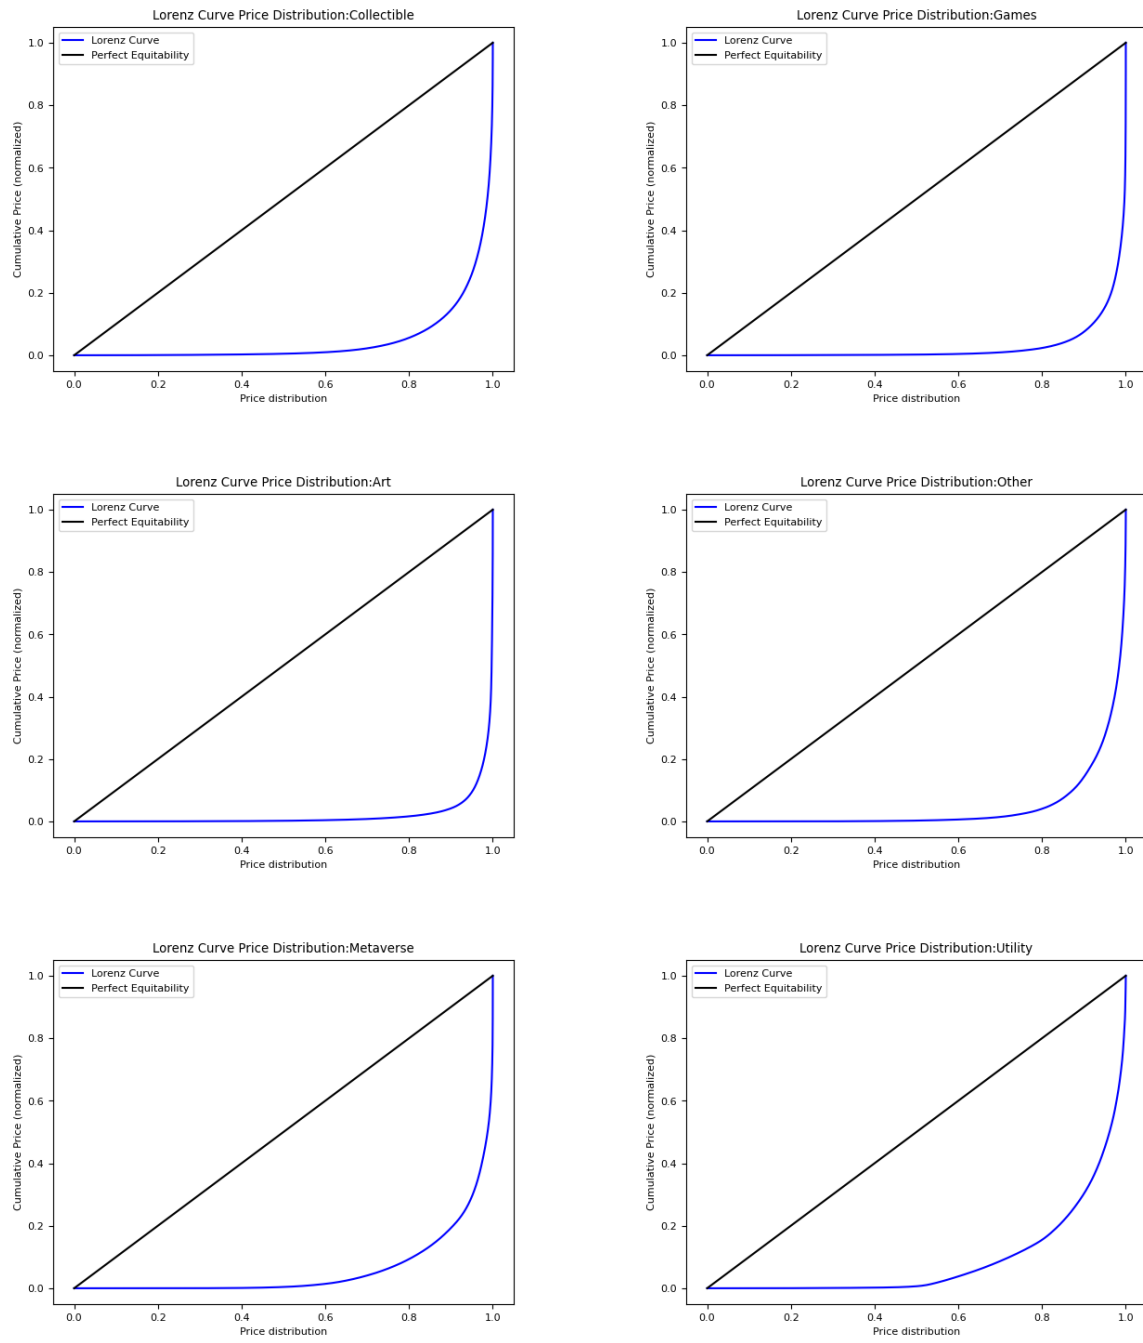 Lorenz Curve Price Distribution:Collectible
Lorenz Curve
Perfect Equitability
1.0
0.8
0.6
0.4
0.2
0.0
Cumulative Price (normalized)
0.0 0.2 0.4 0.6 0.8 1.0
Price distribution
Lorenz Curve Price Distribution:Games
Lorenz Curve
Perfect Equitability
1.0
0.8
0.6
0.4
0.2
0.0
Cumulative Price (normalized)
0.0 0.2 0.4 0.6 0.8 1.0
Price distribution
Lorenz Curve Price Distribution:Art
Lorenz Curve
Perfect Equitability
1.0
0.8
0.6
0.4
0.2
0.0
Cumulative Price (normalized)
0.0 0.2 0.4 0.6 0.8 1.0
Price distribution
Lorenz Curve Price Distribution:Other
Lorenz Curve
Perfect Equitability
1.0
0.8
0.6
0.4
0.2
0.0
Cumulative Price (normalized)
0.0 0.2 0.4 0.6 0.8 1.0
Price distribution
Lorenz Curve Price Distribution:Metaverse
Lorenz Curve
Perfect Equitability
1.0
0.8
0.6
0.4
0.2
0.0
Cumulative Price (normalized)
0.0 0.2 0.4 0.6 0.8 1.0
Price distribution
Lorenz Curve Price Distribution:Utility
Lorenz Curve
Perfect Equitability
1.0
0.8
0.6
0.4
0.2
0.0
Cumulative Price (normalized)
0.0 0.2 0.4 0.6 0.8 1.0
Price distribution